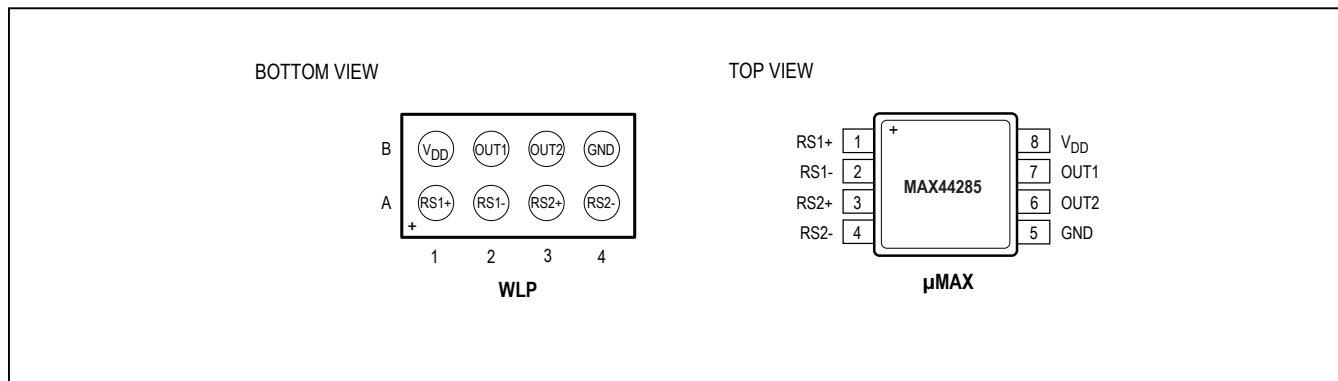 BOTTOM VIEW
B VDD OUT1 OUT2 GND
A RS1+ RS1- RS2+ RS2-
+
1 2 3 4
WLP
TOP VIEW
+
RS1+ 1 8 VDD
RS1- 2 7 OUT1
MAX44285
RS2+ 3 6 OUT2
RS2- 4 5 GND
µMAX